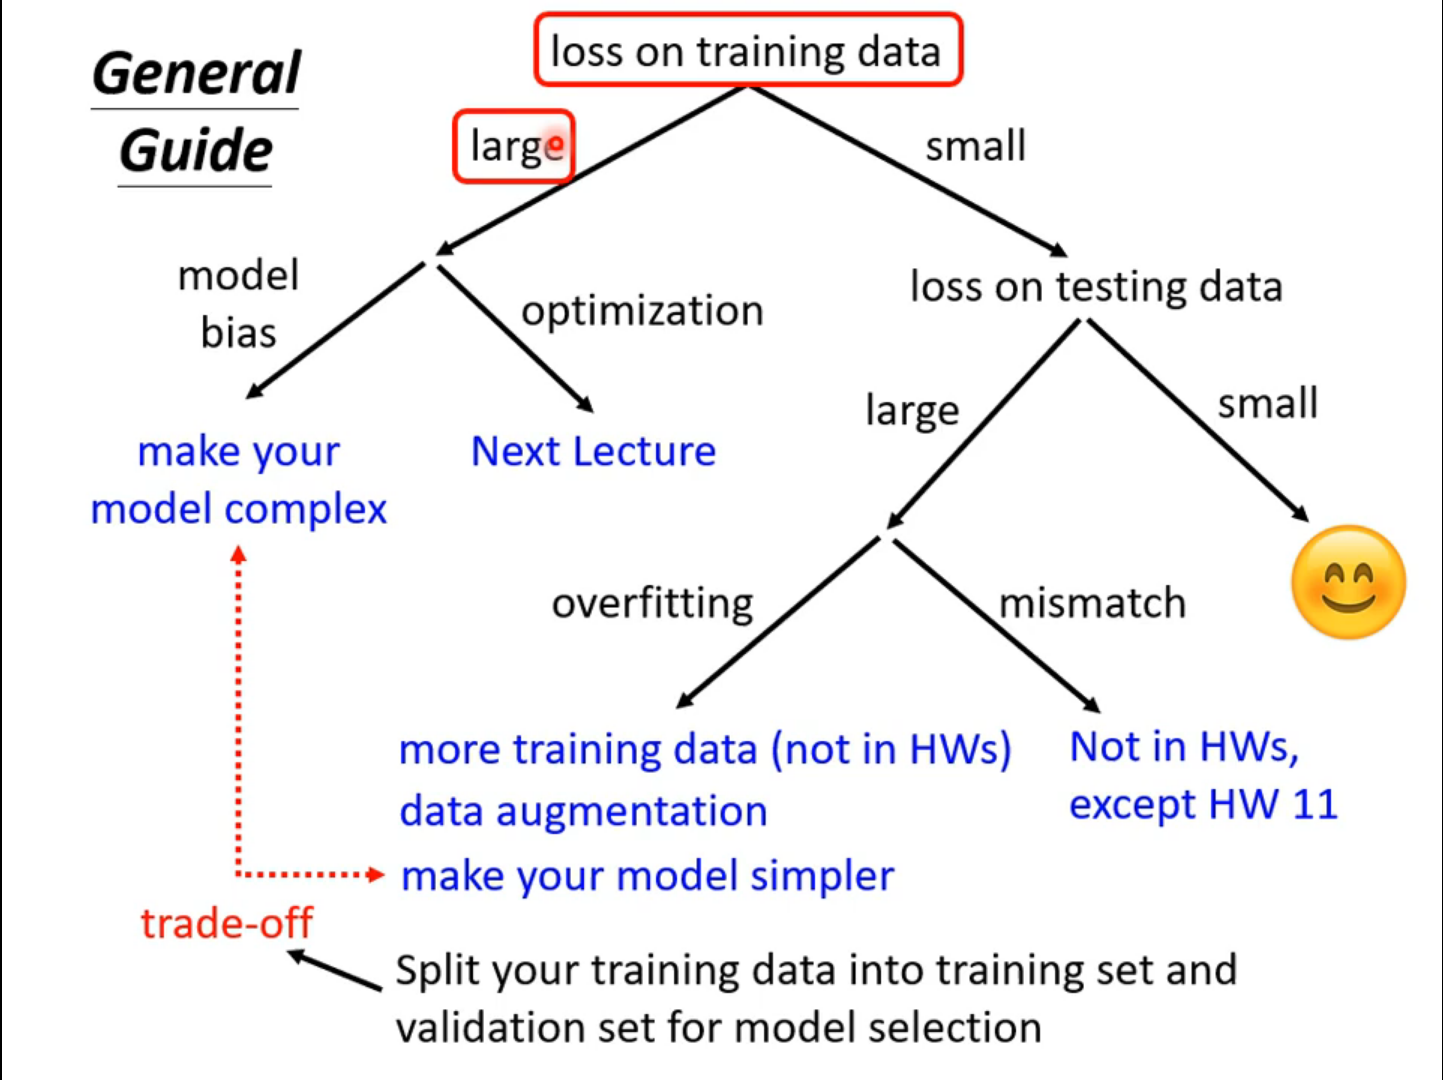 General
Guide
loss on training data
large
small
model
bias
optimization
loss on testing data
make your
model complex
Next Lecture
large
small
overfitting
mismatch
more training data (not in HWs)
data augmentation
make your model simpler
Not in HWs,
except HW 11
trade-off
Split your training data into training set and
validation set for model selection